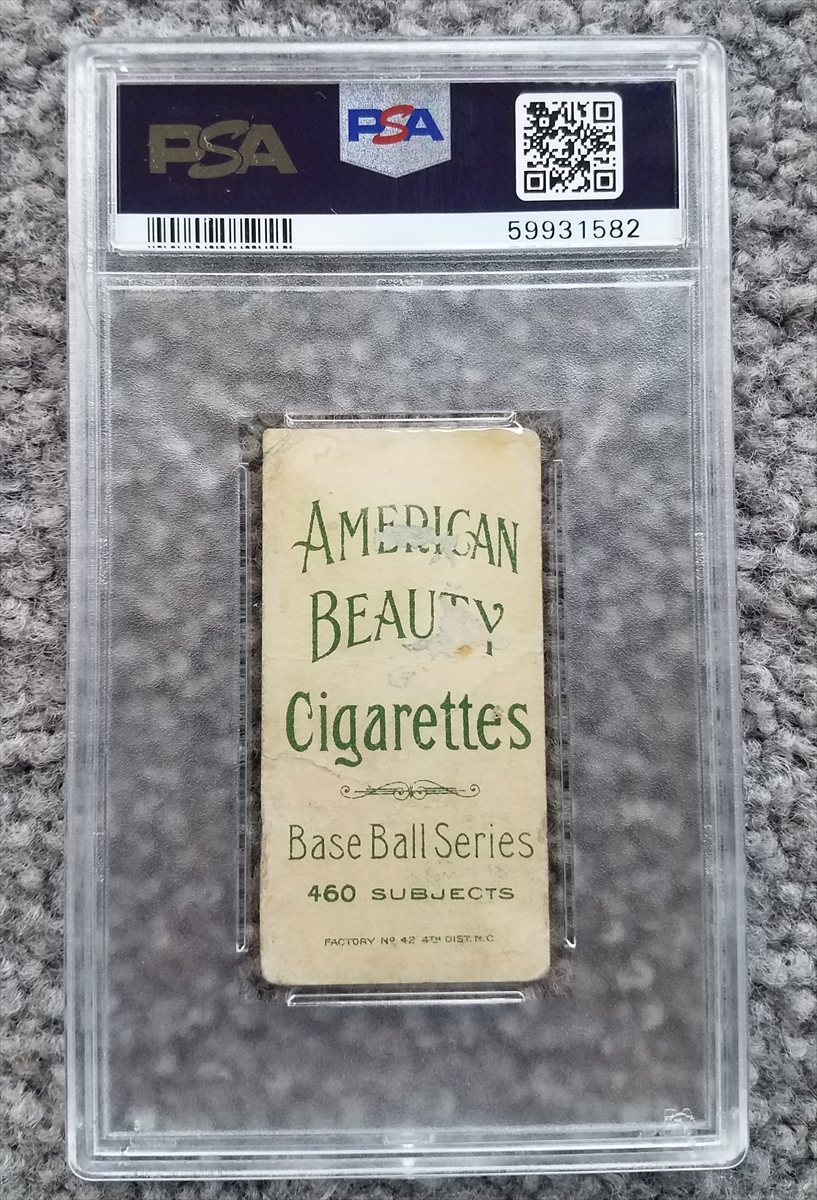 PSA PSA
59931582
AMERICAN
BEAUTY
Cigarettes
Base Ball Series
460 SUBJECTS
FACTORY Nº 42 4TH DIST. N.C